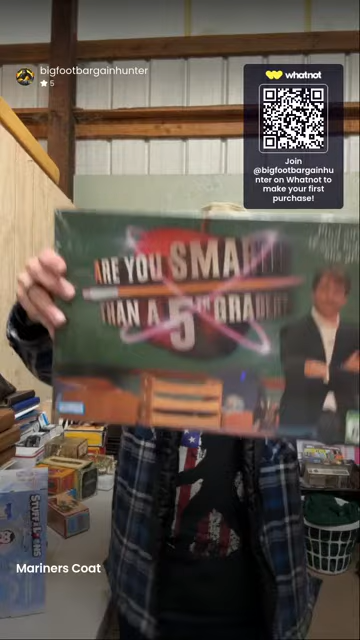 bigfootbargainhunter
★ 5
whatnot
Join
@bigfootbargainhu
nter on Whatnot to
make your first
purchase!
ARE YOU SMARTER
THAN A 5TH GRADER?
Mariners Coat